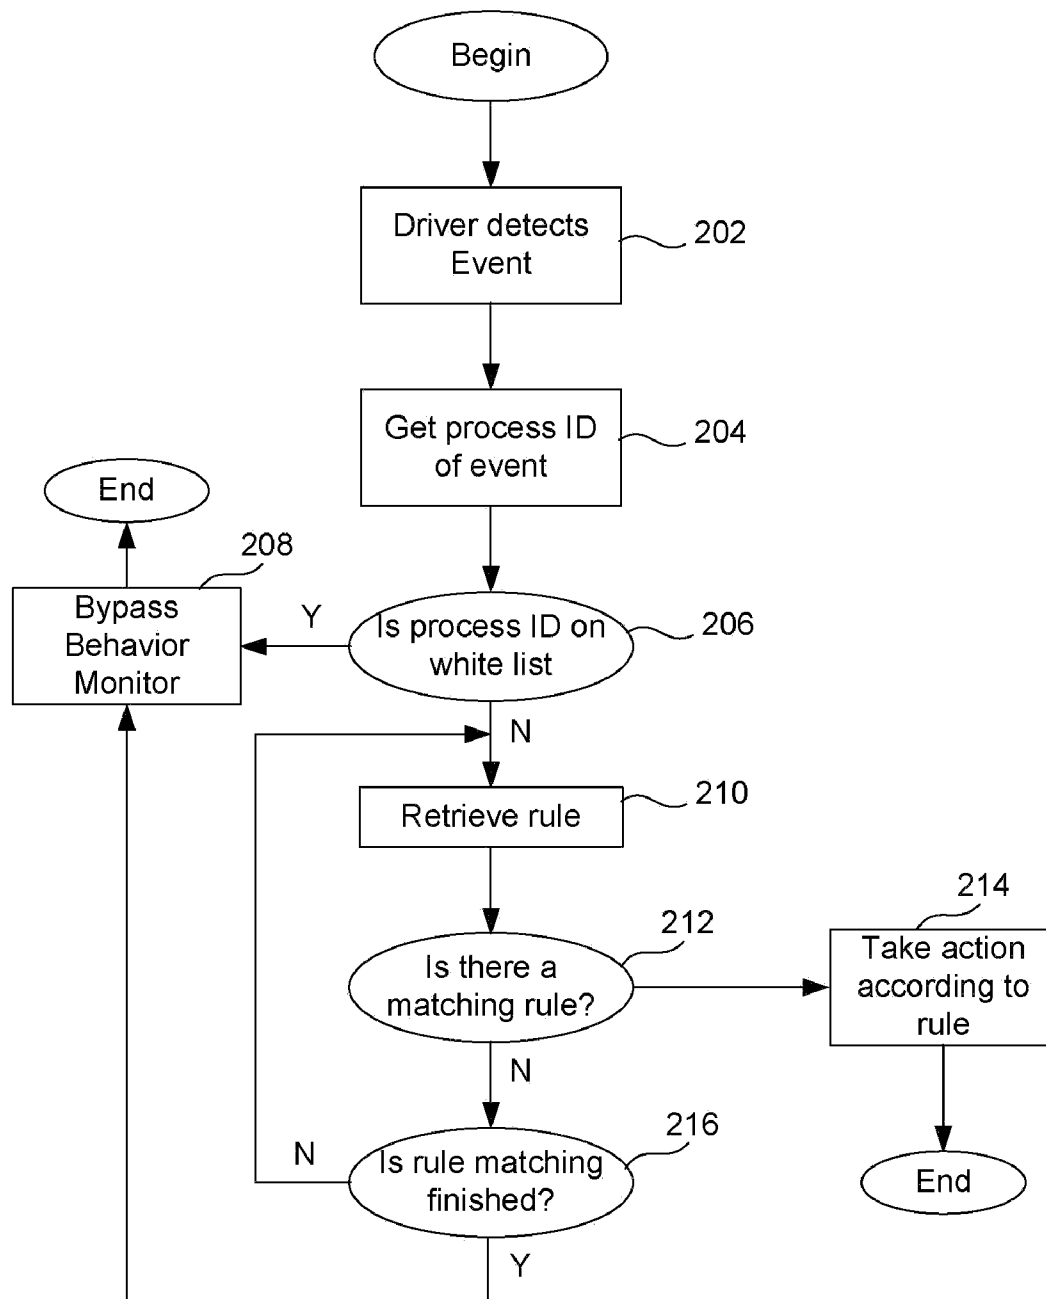 Begin
Driver detects
Event
202
Get process ID
of event
204
End
208
Bypass
Behavior
Monitor
Y
Is process ID on
white list
206
N
Retrieve rule
210
Is there a
matching rule?
212
214
Take action
according to
rule
N
216
Is rule matching
finished?
N
End
Y